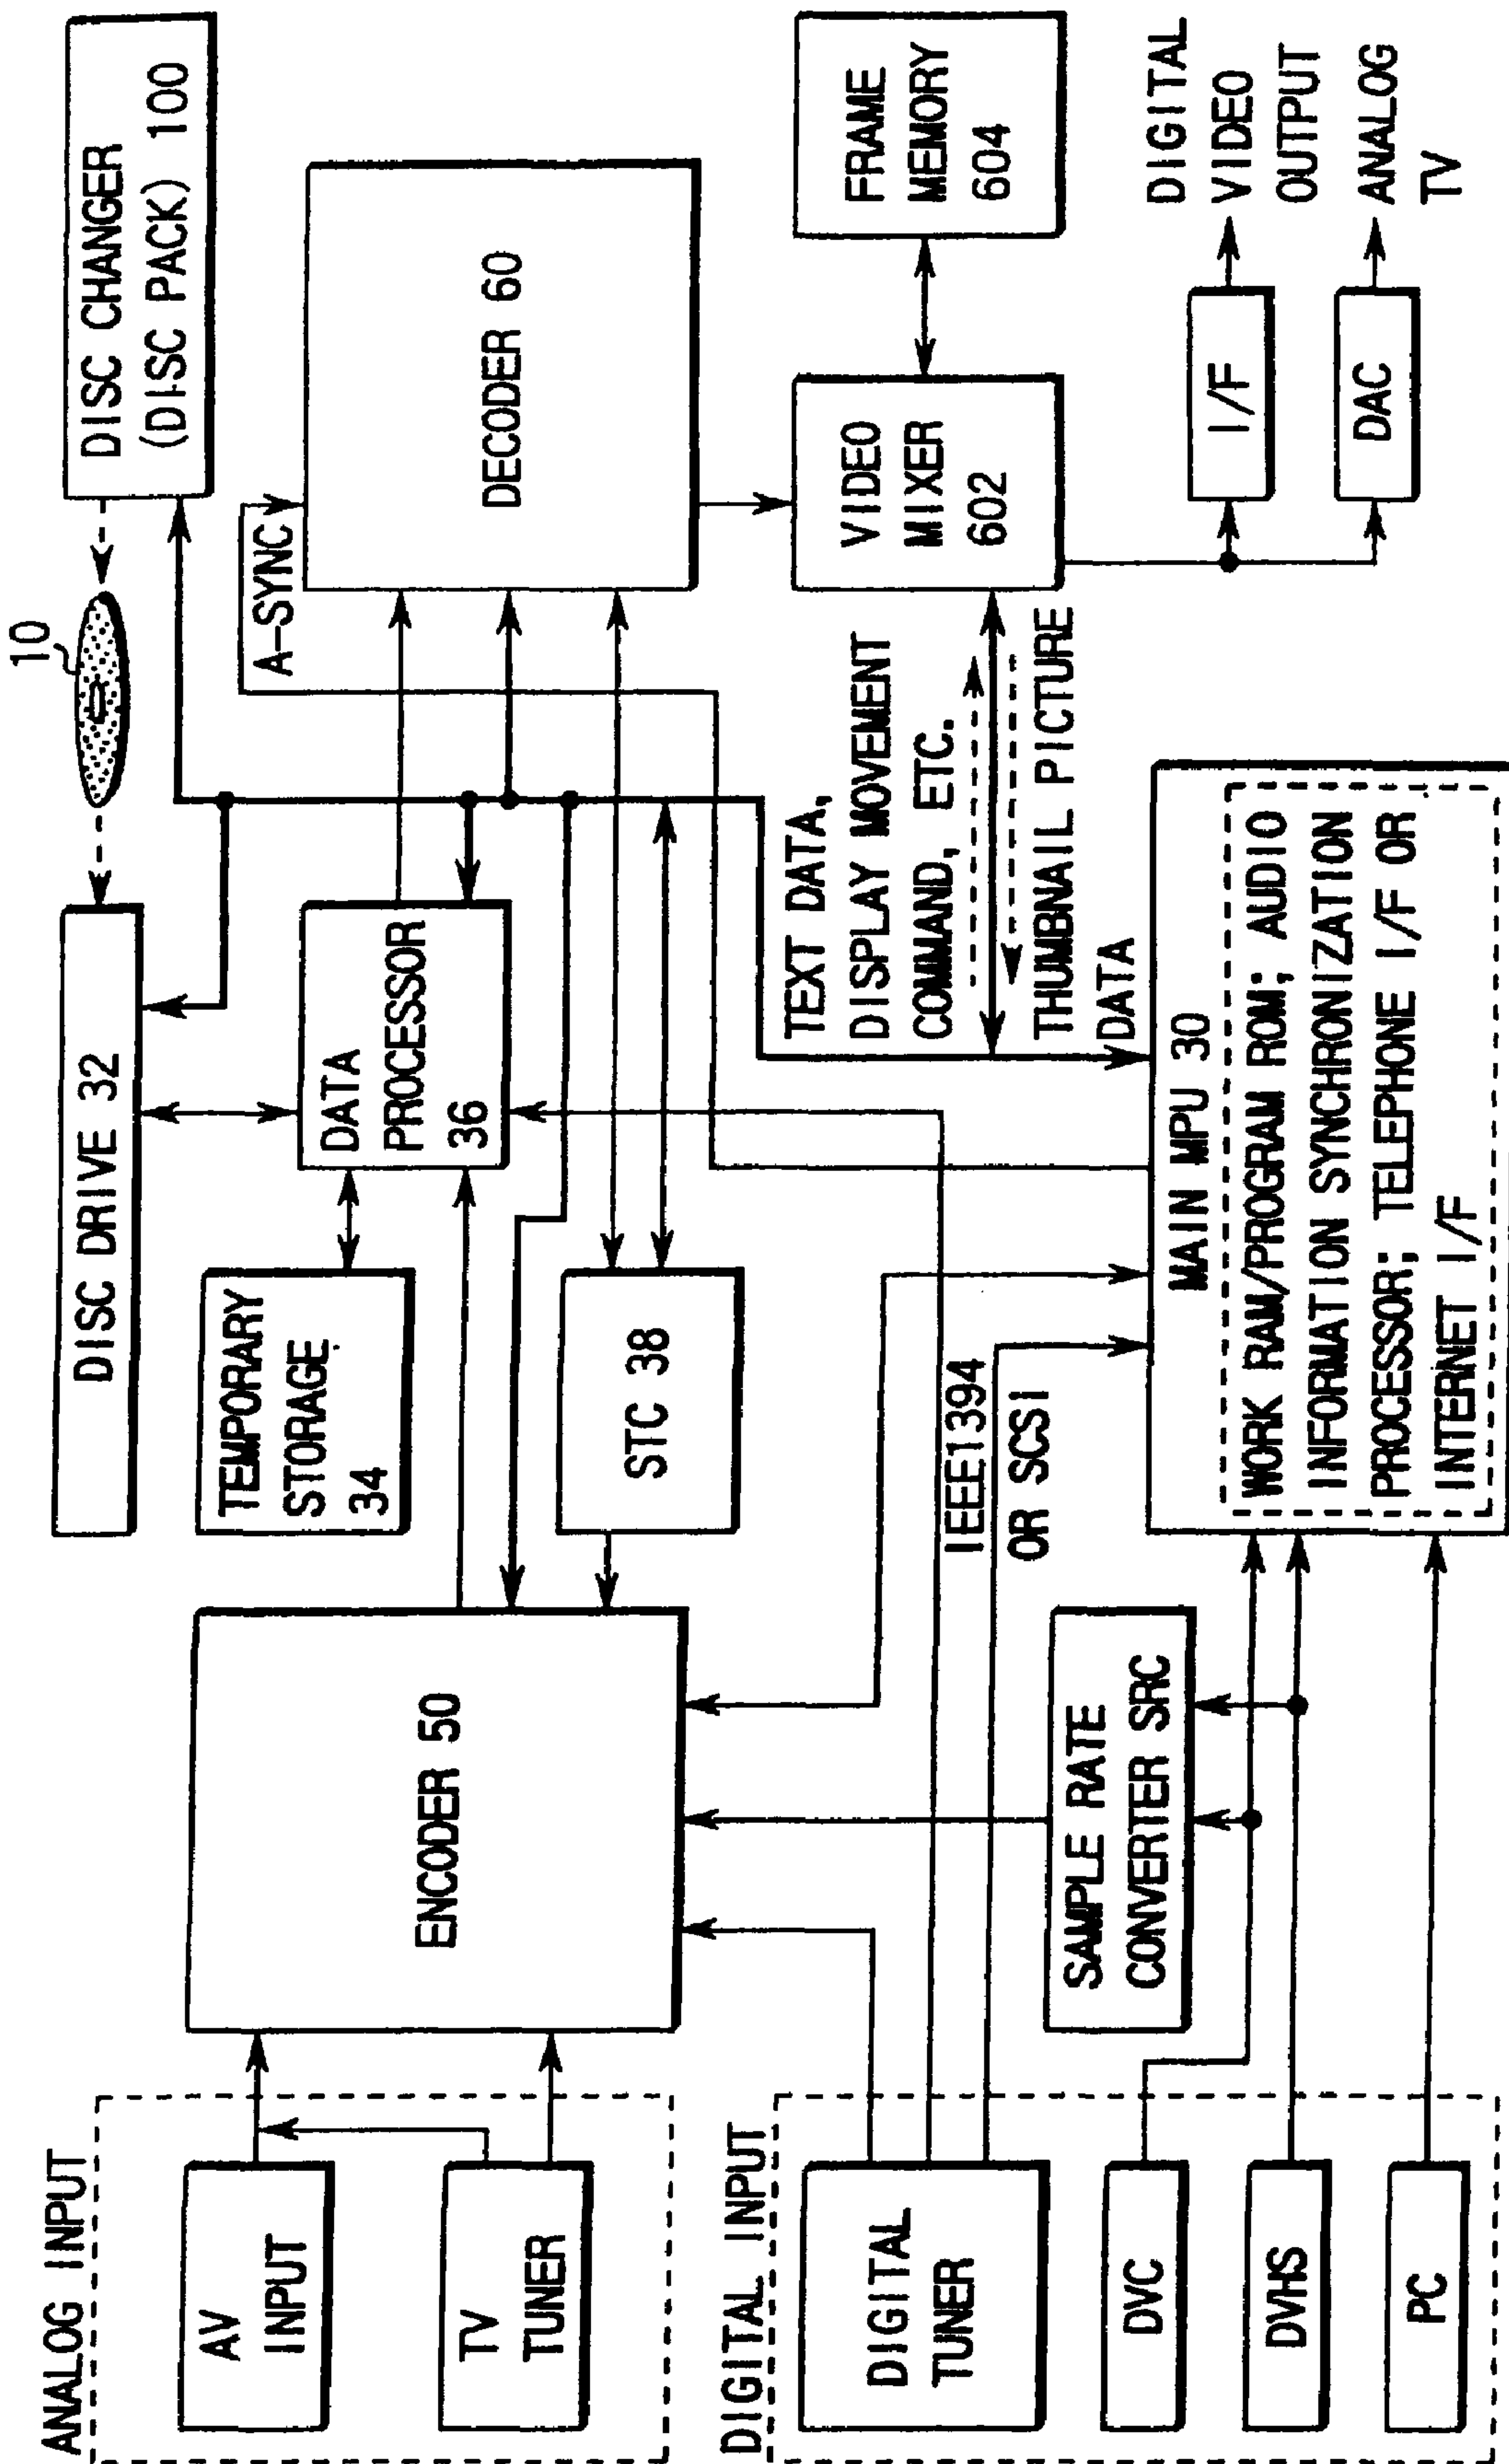 ANALOG INPUT
AV
INPUT
TV
TUNER
DIGITAL INPUT
DIGITAL
TUNER
DVC
DVHS
PC
ENCODER 50
SAMPLE RATE
CONVERTER SRC
DISC DRIVE 32
TEMPORARY
STORAGE
34
DATA
PROCESSOR
36
STC 38
IEEE1394
OR SCSI
MAIN MPU 30
WORK RAM/PROGRAM ROM; AUDIO
INFORMATION SYNCHRONIZATION
PROCESSOR; TELEPHONE I/F OR
INTERNET I/F
TEXT DATA,
DISPLAY MOVEMENT
COMMAND, ETC.
THUMBNAIL PICTURE
DATA
10
A-SYNC
DISC CHANGER
(DISC PACK) 100
DECODER 60
VIDEO
MIXER
602
FRAME
MEMORY
604
I/F
DAC
DIGITAL
VIDEO
OUTPUT
ANALOG
TV